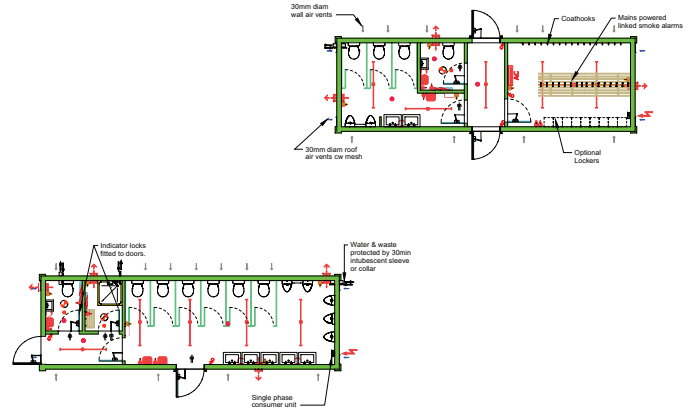 30mm diam
wall air vents
Coathooks
Mains powered
linked smoke alarms
AC
30mm diam roof
air vents cw mesh
Optional
Lockers
Indicator locks
fitted to doors.
Water & waste
protected by 30min
intubescent sleeve
or collar
Single phase
consumer unit